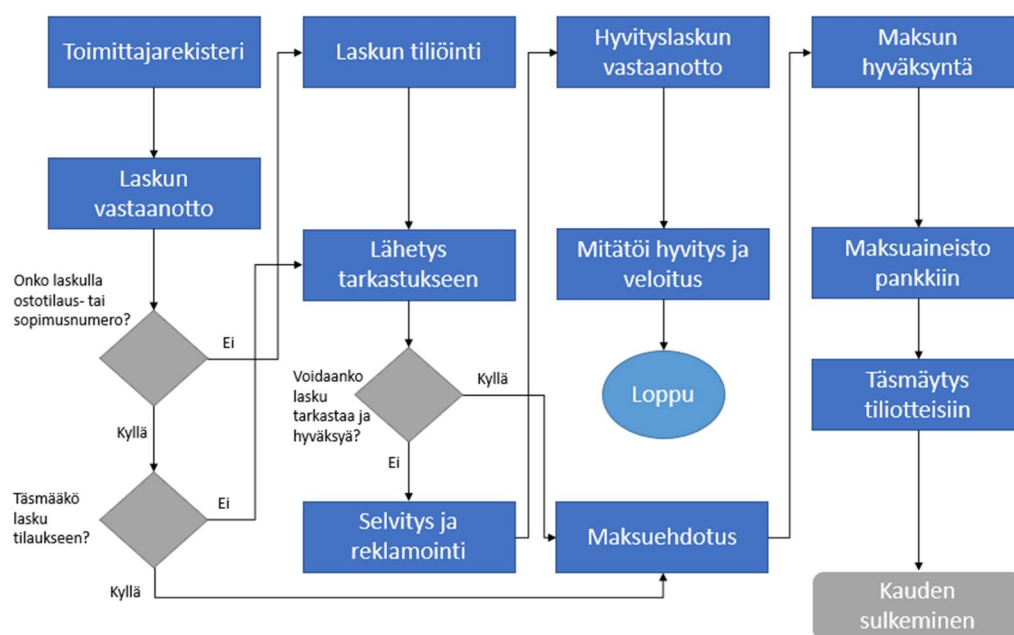 Toimittajarekisteri
Laskun
vastaanotto
Onko laskulla
ostotilaus- tai
sopimusnumero?
Ei
Kyllä
Täsmääkö
lasku
tilaukseen?
Ei
Kyllä
Laskun tiliöinti
Lähetys
tarkastukseen
Voidaanko
lasku
tarkastaa ja
hyväksyä?
Kyllä
Ei
Selvitys ja
reklamointi
Hyvityslaskun
vastaanotto
Mitätöi hyvitys ja
veloitus
Loppu
Maksuehdotus
Maksun
hyväksyntä
Maksuaineisto
pankkiin
Täsmäytys
tiliotteisiin
Kauden
sulkeminen